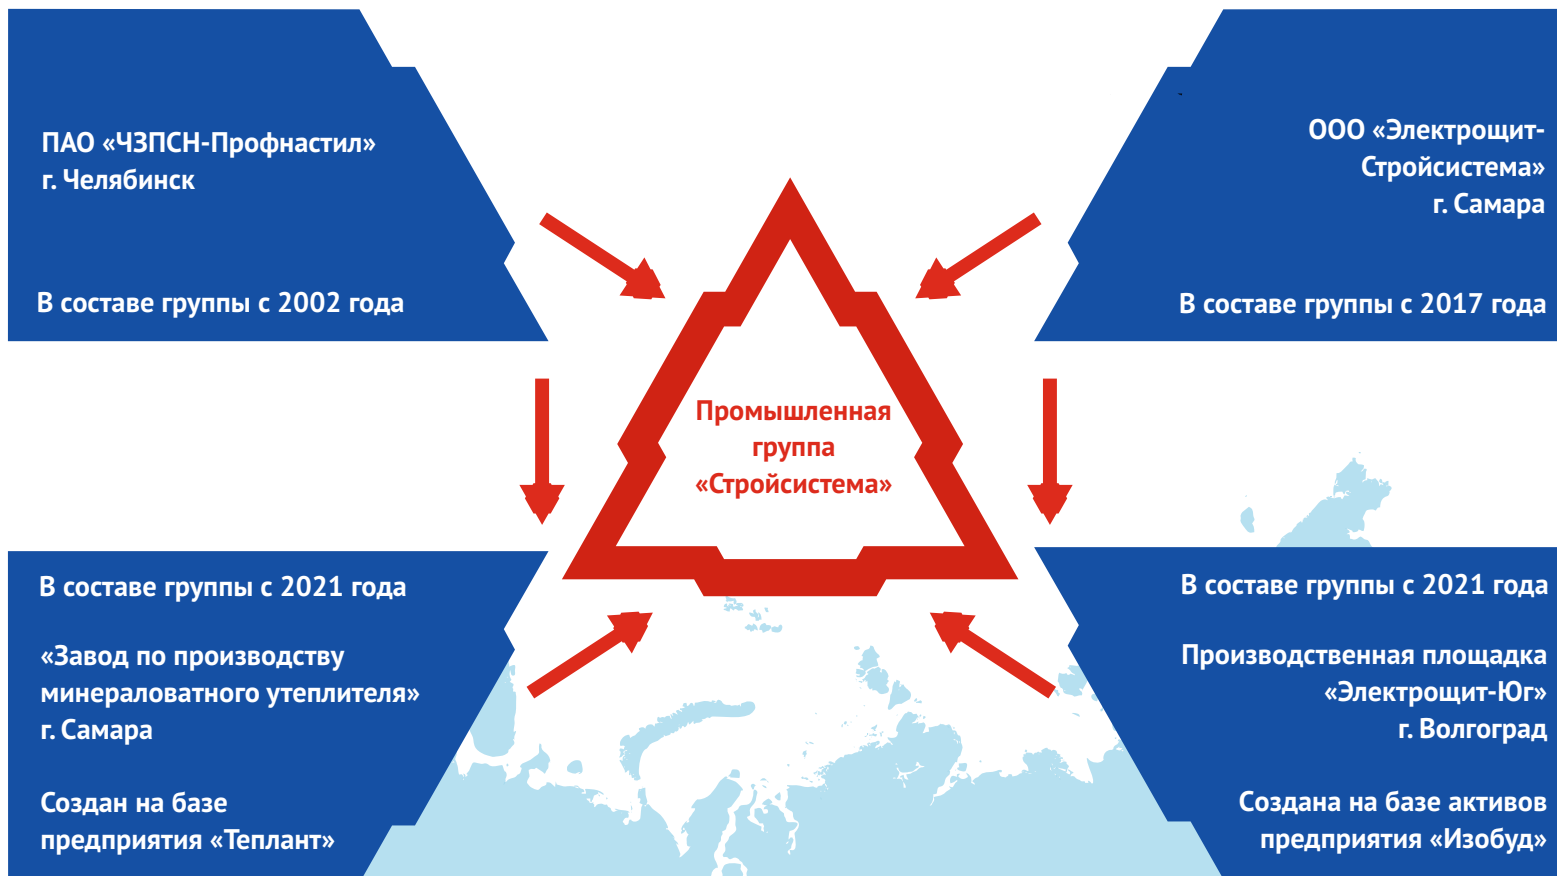 ПАО «ЧЗПСН-Профнастил»
г. Челябинск
В составе группы с 2002 года
ООО «Электрощит-
Стройсистема»
г. Самара
В составе группы с 2017 года
Промышленная
группа
«Стройсистема»
В составе группы с 2021 года
«Завод по производству
минераловатного утеплителя»
г. Самара
Создан на базе
предприятия «Теплант»
В составе группы с 2021 года
Производственная площадка
«Электрощит-Юг»
г. Волгоград
Создана на базе активов
предприятия «Изобуд»